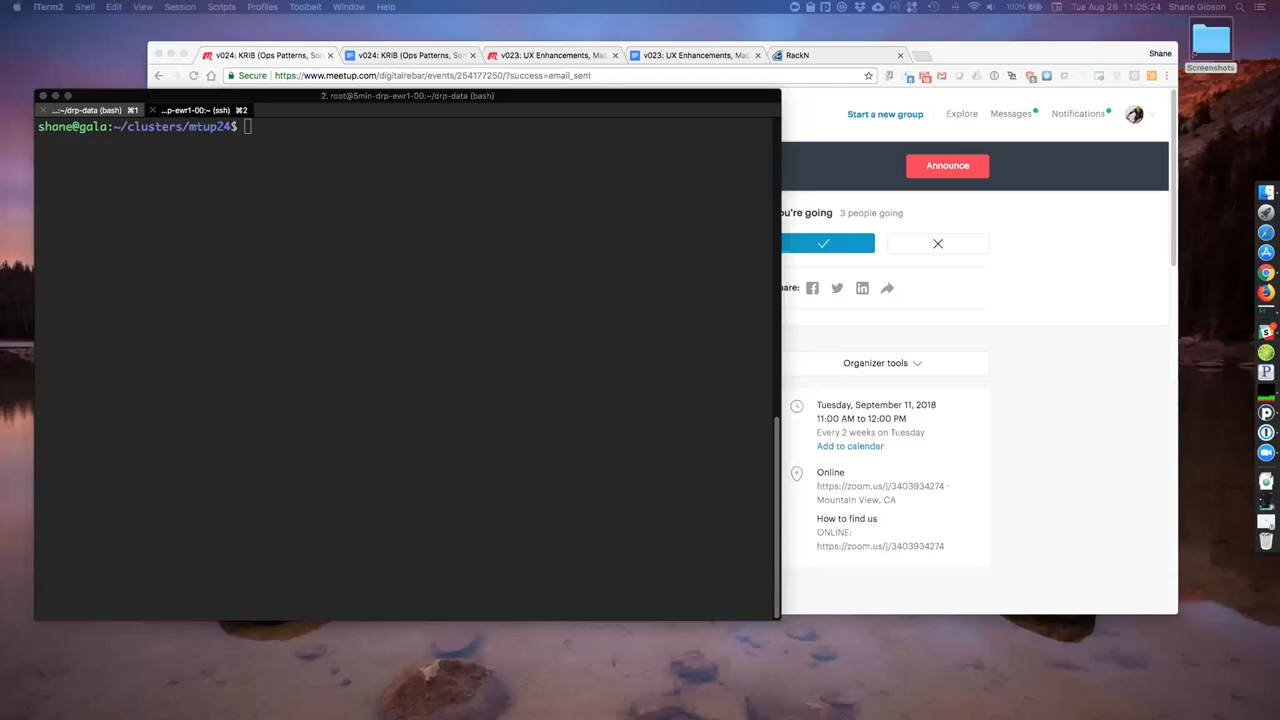 iTerm2 Shell Edit View Session Scripts Profiles Toolbelt Window Help
100% Tue Aug 28 11:05:24 Shane Gibson
Screenshots
v024: KRIB (Ops Patterns, Son
v024: KRIB (Ops Patterns, Son
v023: UX Enhancements, Mac
v023: UX Enhancements, Mac
RackN
Shane
Secure https://www.meetup.com/digitalrebar/events/254177250/?success=email_sent
2. root@5min-drp-ewr1-00:~/drp-data (bash)
...:~/drp-data (bash) ⌘1
...p-ewr1-00:~ (ssh) ⌘2
shane@gala:~/clusters/mtup24$
Start a new group
Explore
Messages
Notifications
Announce
ou're going 3 people going
are:
Organizer tools
Tuesday, September 11, 2018
11:00 AM to 12:00 PM
Every 2 weeks on Tuesday
Add to calendar
Online
https://zoom.us/j/3403934274 ·
Mountain View, CA
How to find us
ONLINE:
https://zoom.us/j/3403934274